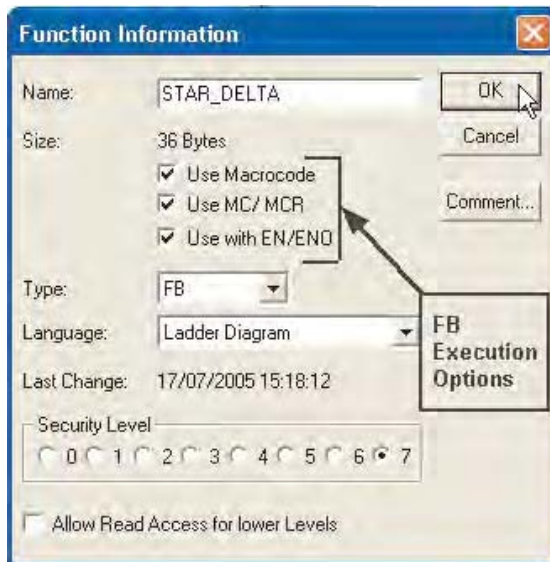 Function Information
Name: STAR_DELTA
OK
Size: 36 Bytes
Cancel
Use Macrocode
Use MC/ MCR
Comment...
Use with EN/ENO
Type: FB
Language: Ladder Diagram
FB
Execution
Options
Last Change: 17/07/2005 15:18:12
Security Level
0 1 2 3 4 5 6 7
Allow Read Access for lower Levels